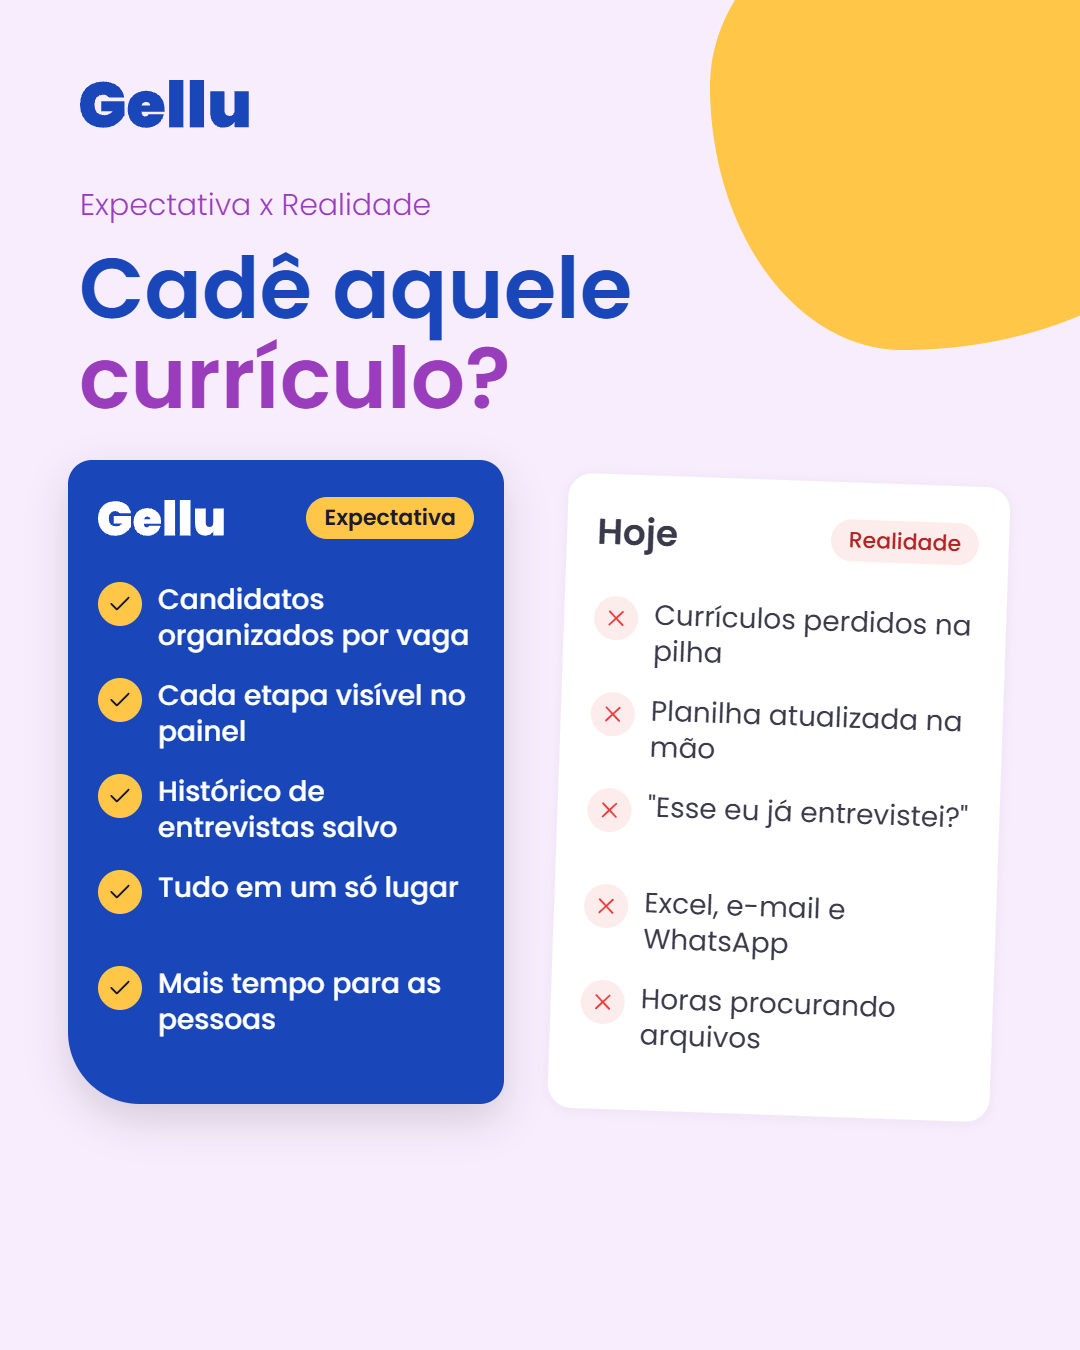 Gellu
Expectativa x Realidade
Cadê aquele
currículo?
Gellu
Expectativa
Candidatos
organizados por vaga
Cada etapa visível no
painel
Histórico de
entrevistas salvo
Tudo em um só lugar
Mais tempo para as
pessoas
Hoje
Realidade
Currículos perdidos na
pilha
Planilha atualizada na
mão
"Esse eu já entrevistei?"
Excel, e-mail e
WhatsApp
Horas procurando
arquivos